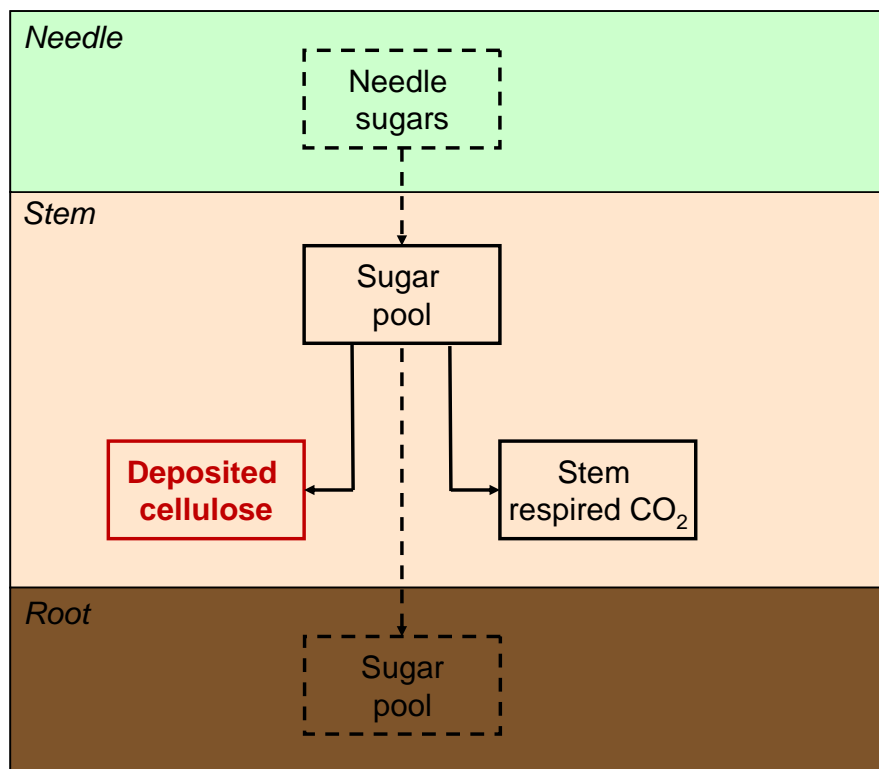 Needle
Needle
sugars
Stem
Sugar
pool
Deposited
cellulose
Stem
respired CO₂
Root
Sugar
pool